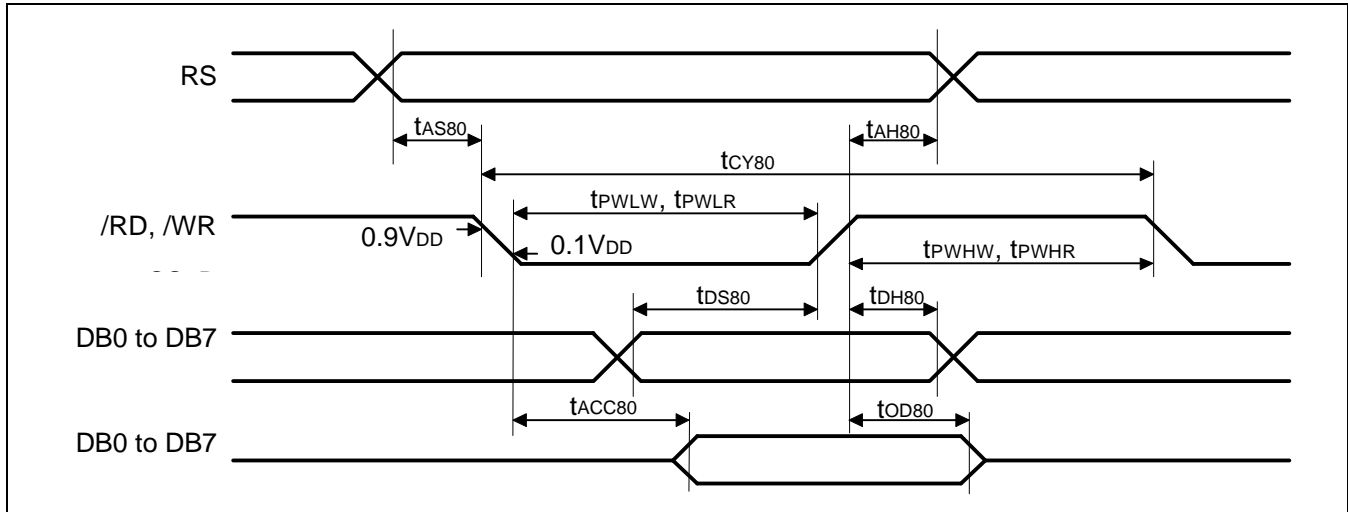 RS
tAS80
tAH80
tCY80
tPWLW, tPWLR
/RD, /WR
0.9VDD
0.1VDD
tPWHW, tPWHR
tDS80
tDH80
DB0 to DB7
tACC80
tOD80
DB0 to DB7